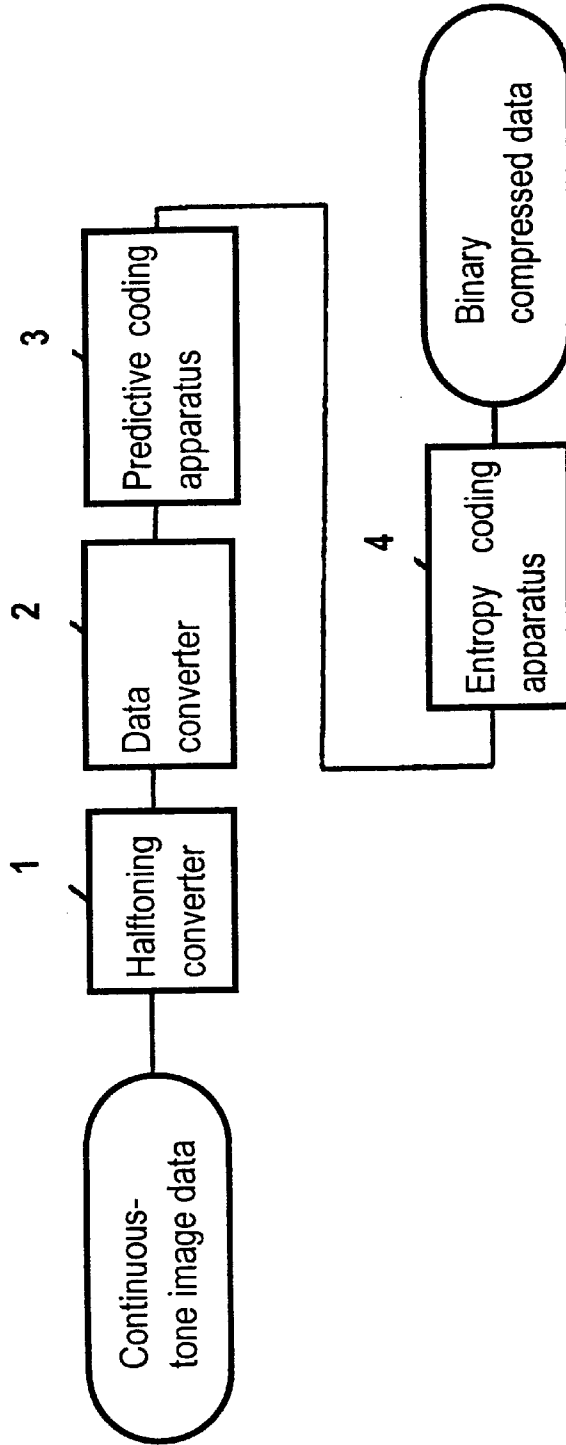 Continuous-
tone image data
1
Halftoning
converter
2
Data
converter
3
Predictive coding
apparatus
4
Entropy coding
apparatus
Binary
compressed data